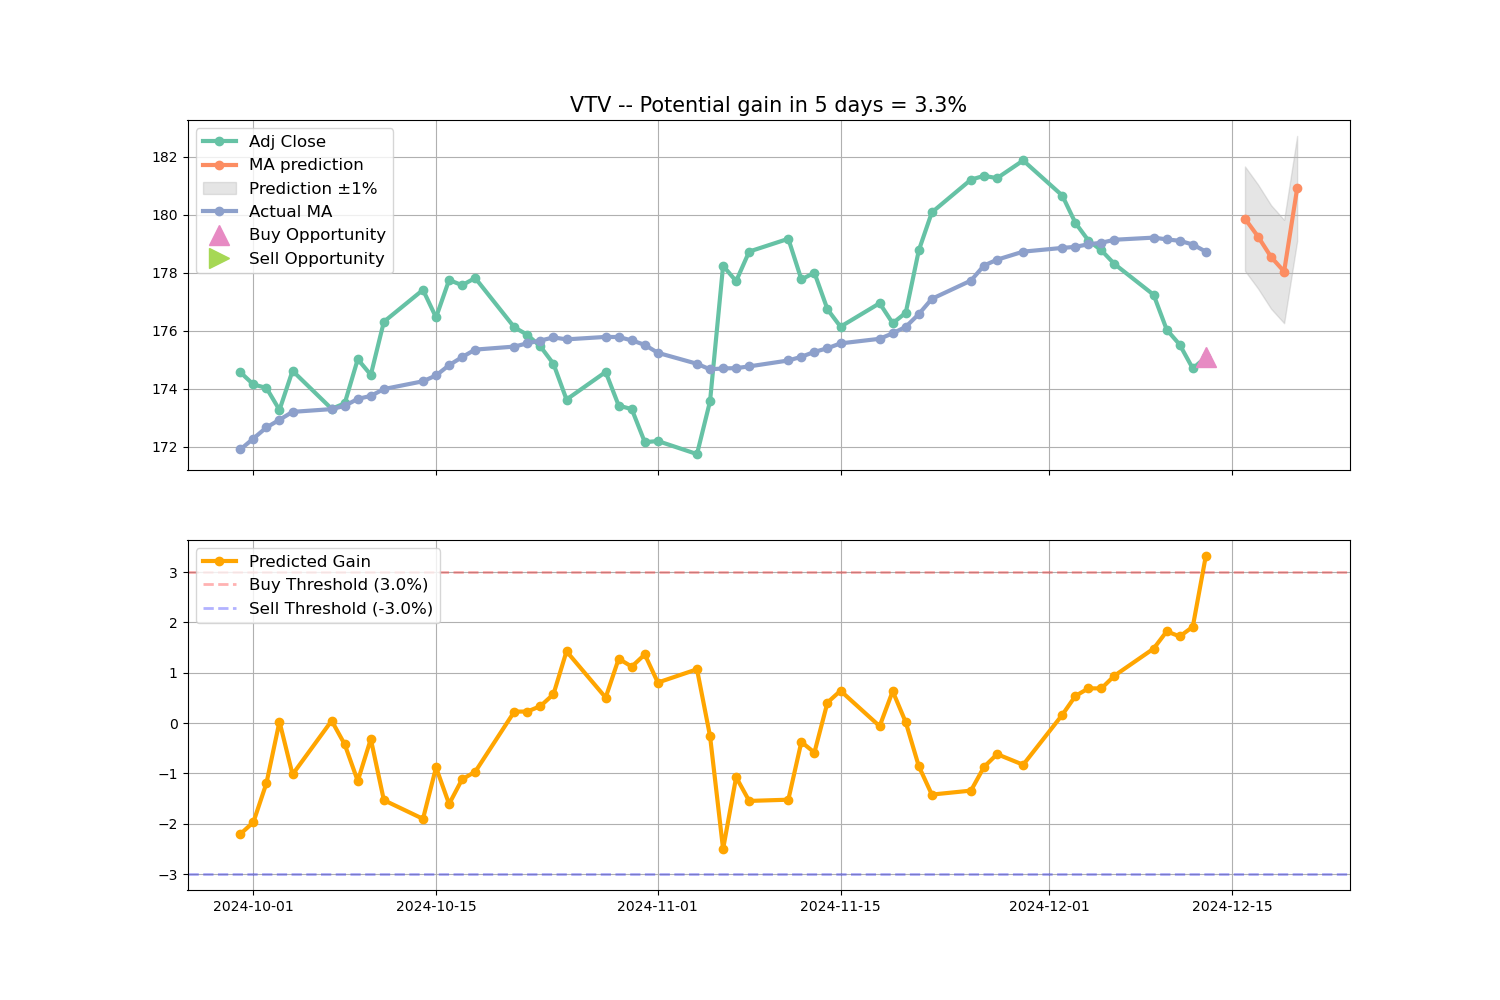 VTV -- Potential gain in 5 days = 3.3%
Adj Close
MA prediction
Prediction ±1%
Actual MA
Buy Opportunity
Sell Opportunity
182
180
178
176
174
172
Predicted Gain
Buy Threshold (3.0%)
Sell Threshold (-3.0%)
3
2
1
0
−1
−2
−3
2024-10-01
2024-10-15
2024-11-01
2024-11-15
2024-12-01
2024-12-15